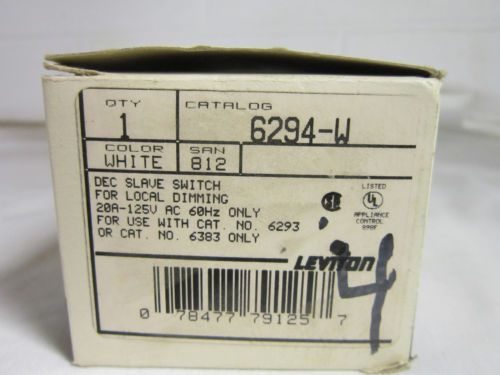 QTY
1
CATALOG
6294-W
COLOR
WHITE
SAN
812
DEC SLAVE SWITCH
FOR LOCAL DIMMING
20A-125V AC 60Hz ONLY
FOR USE WITH CAT. NO. 6293
OR CAT. NO. 6383 ONLY
LISTED
UL
APPLIANCE
CONTROL
898F
LEVITON
4
0 78477 79125 7